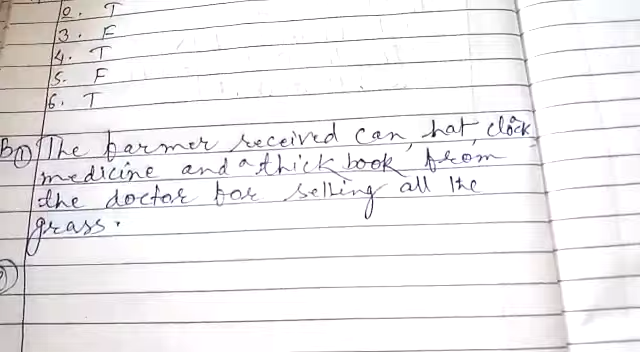 2. T
3. F
4. T
5. F
6. T
B ① The farmer received can, hat, clock
medicine and a thick book from
the doctor for selling all the
grass.